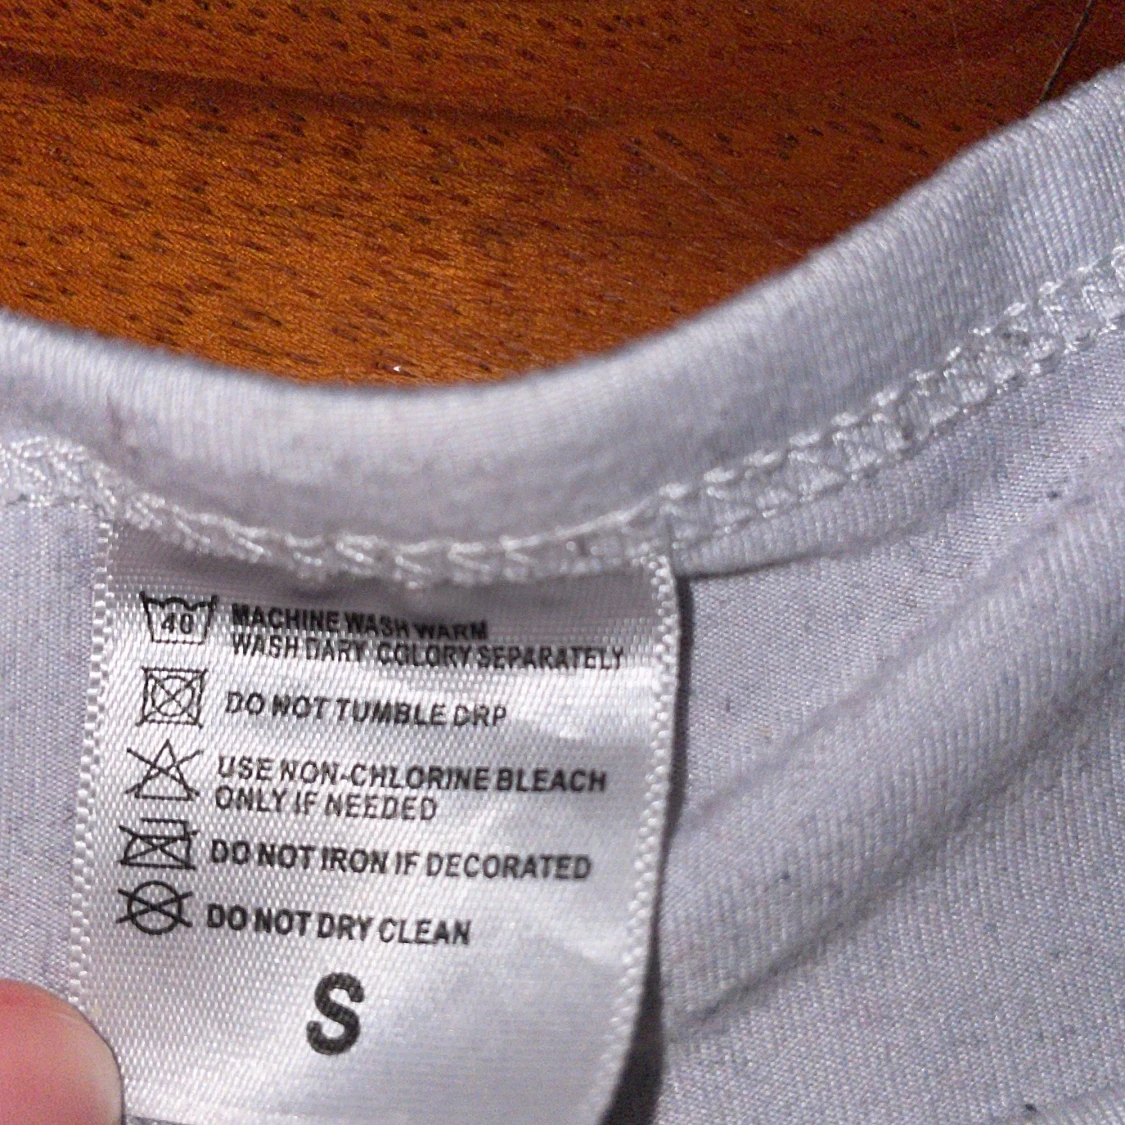 40 MACHINE WASH WARM
WASH DARY COLORY SEPARATELY
DO NOT TUMBLE DRP
USE NON-CHLORINE BLEACH
ONLY IF NEEDED
DO NOT IRON IF DECORATED
DO NOT DRY CLEAN
S